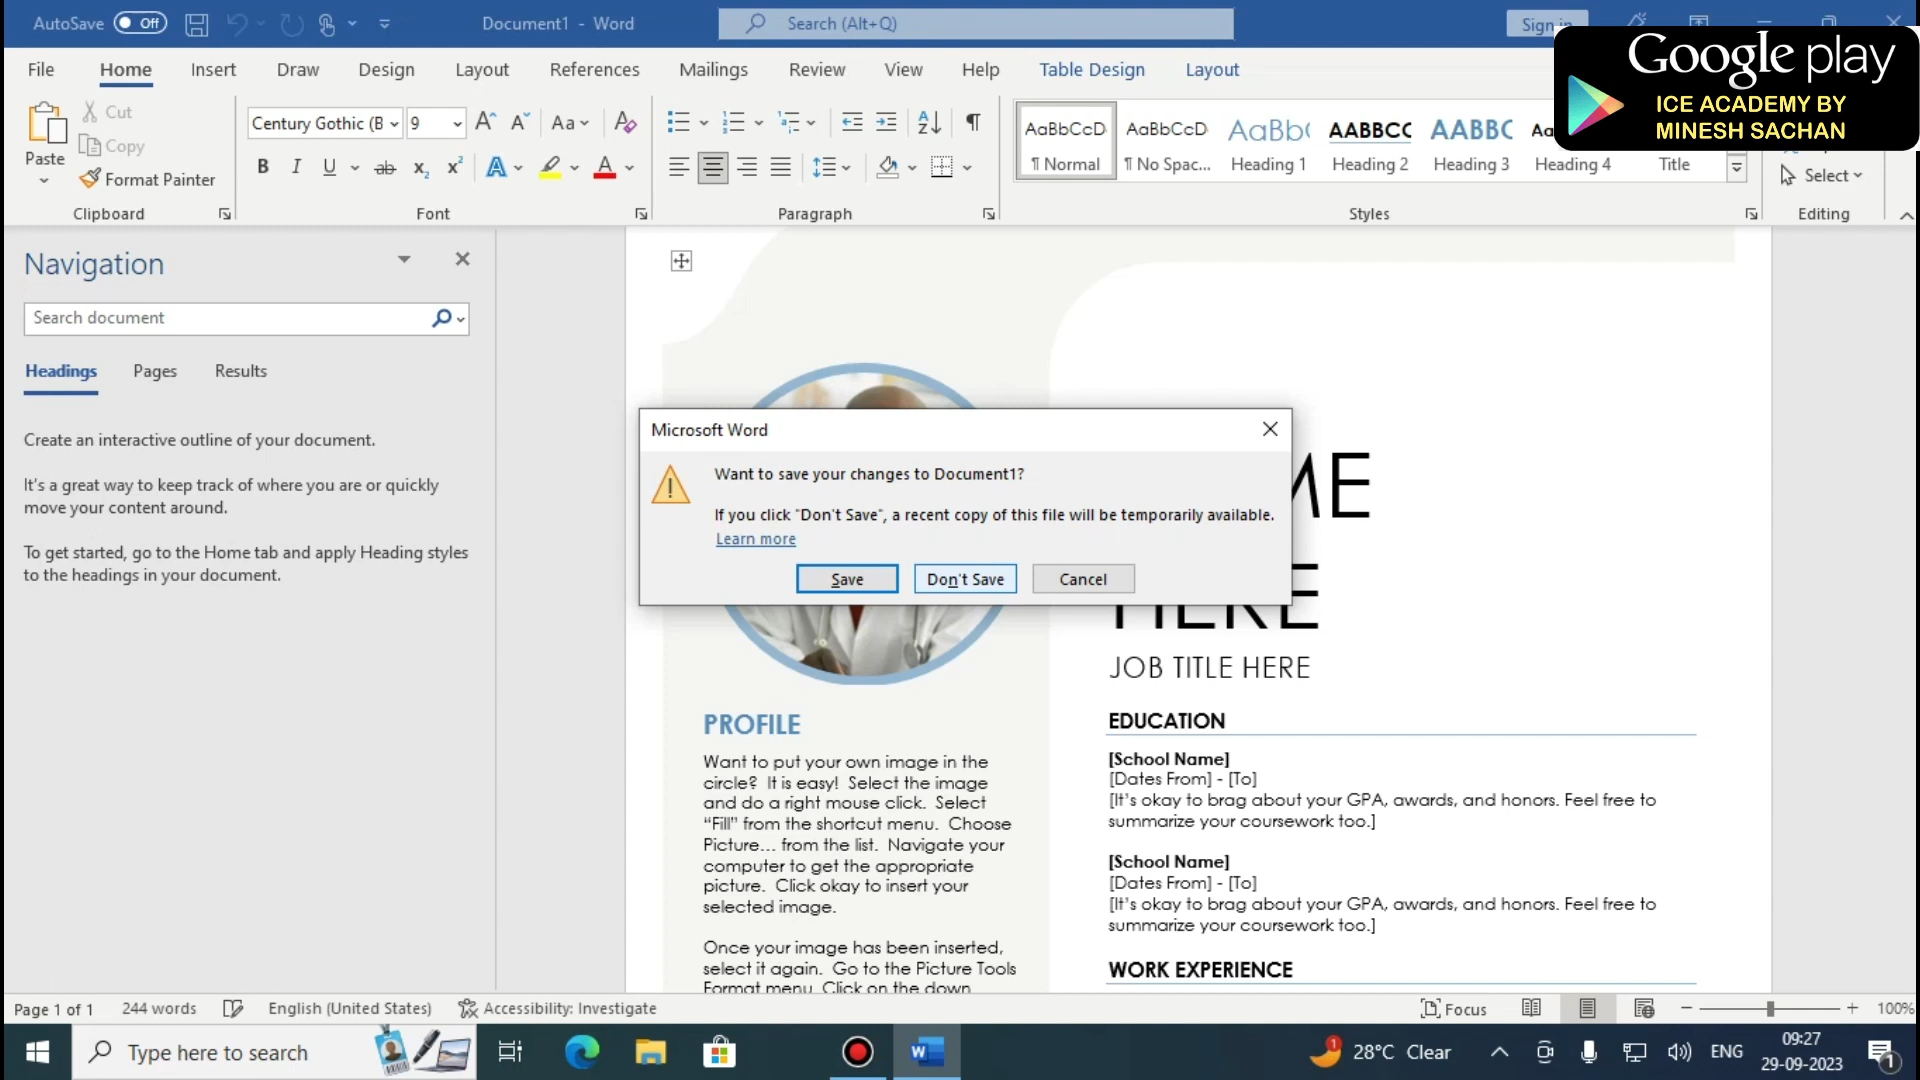 AutoSave Off Document1 - Word Search (Alt+Q)
Google play
ICE ACADEMY BY
MINESH SACHAN
File Home Insert Draw Design Layout References Mailings Review View Help Table Design Layout
Paste
Cut
Copy
Format Painter
Clipboard
Century Gothic (B 9
Font
Paragraph
AaBbCcD AaBbCcD AaBb( AABBCC AABBC
¶ Normal ¶ No Spac... Heading 1 Heading 2 Heading 3 Heading 4 Title
Styles
Select
Editing
Navigation
Search document
Headings Pages Results
Create an interactive outline of your document.
It's a great way to keep track of where you are or quickly
move your content around.
To get started, go to the Home tab and apply Heading styles
to the headings in your document.
Microsoft Word
Want to save your changes to Document1?
If you click "Don't Save", a recent copy of this file will be temporarily available.
Learn more
Save Don't Save Cancel
HERE
JOB TITLE HERE
PROFILE
Want to put your own image in the
circle? It is easy! Select the image
and do a right mouse click. Select
“Fill” from the shortcut menu. Choose
Picture… from the list. Navigate your
computer to get the appropriate
picture. Click okay to insert your
selected image.
Once your image has been inserted,
select it again. Go to the Picture Tools
Format menu. Click on the down
EDUCATION
[School Name]
[Dates From] - [To]
[It’s okay to brag about your GPA, awards, and honors. Feel free to
summarize your coursework too.]
[School Name]
[Dates From] - [To]
[It’s okay to brag about your GPA, awards, and honors. Feel free to
summarize your coursework too.]
WORK EXPERIENCE
Page 1 of 1 244 words English (United States) Accessibility: Investigate Focus 100%
Type here to search 28°C Clear ENG
09:27
29-09-2023